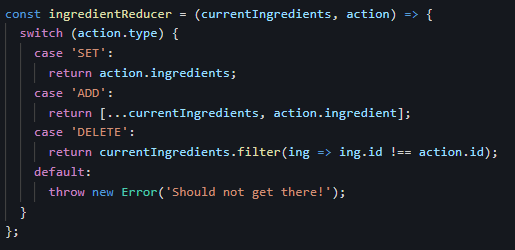 const ingredientReducer = (currentIngredients, action) => {
  switch (action.type) {
    case 'SET':
      return action.ingredients;
    case 'ADD':
      return [...currentIngredients, action.ingredient];
    case 'DELETE':
      return currentIngredients.filter(ing => ing.id !== action.id);
    default:
      throw new Error('Should not get there!');
  }
};